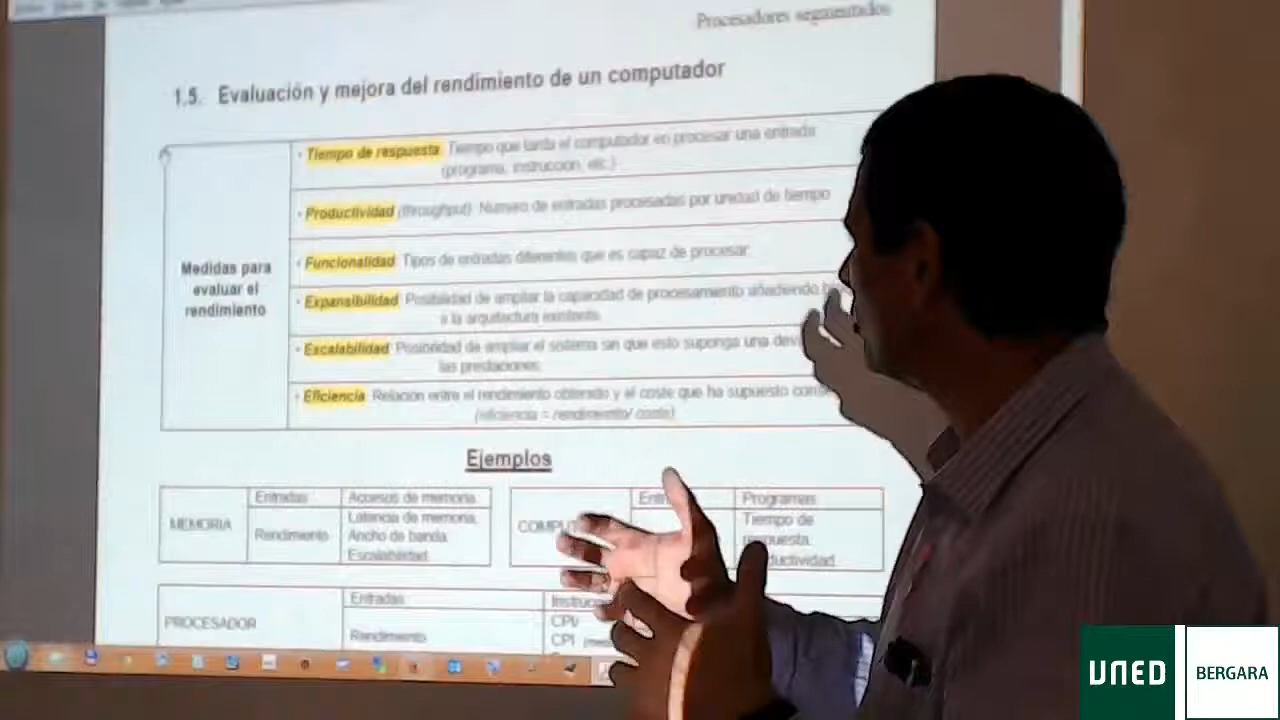 Procesadores segmentados
1.5. Evaluación y mejora del rendimiento de un computador
Medidas para
evaluar el
rendimiento
· Tiempo de respuesta: Tiempo que tarda el computador en procesar una entrada
(programa, instruccion, etc.)
· Productividad (throughput): Numero de entradas procesadas por unidad de tiempo
· Funcionalidad: Tipos de entradas diferentes que es capaz de procesar
· Expansibilidad: Posibilidad de ampliar la capacidad de procesamiento añadiendo
a la arquitectura existente.
· Escalabilidad: Posibilidad de ampliar el sistema sin que esto suponga una
las prestaciones.
· Eficiencia: Relación entre el rendimiento obtenido y el coste que ha supuesto
(eficiencia = rendimiento/ coste)
Ejemplos
MEMORIA
Entradas
Accesos de memoria.
Rendimiento
Latencia de memoria,
Ancho de banda.
Escalabilidad.
Programas
Tiempo de
PROCESADOR
Entradas
Rendimiento
CPI
UNED
BERGARA